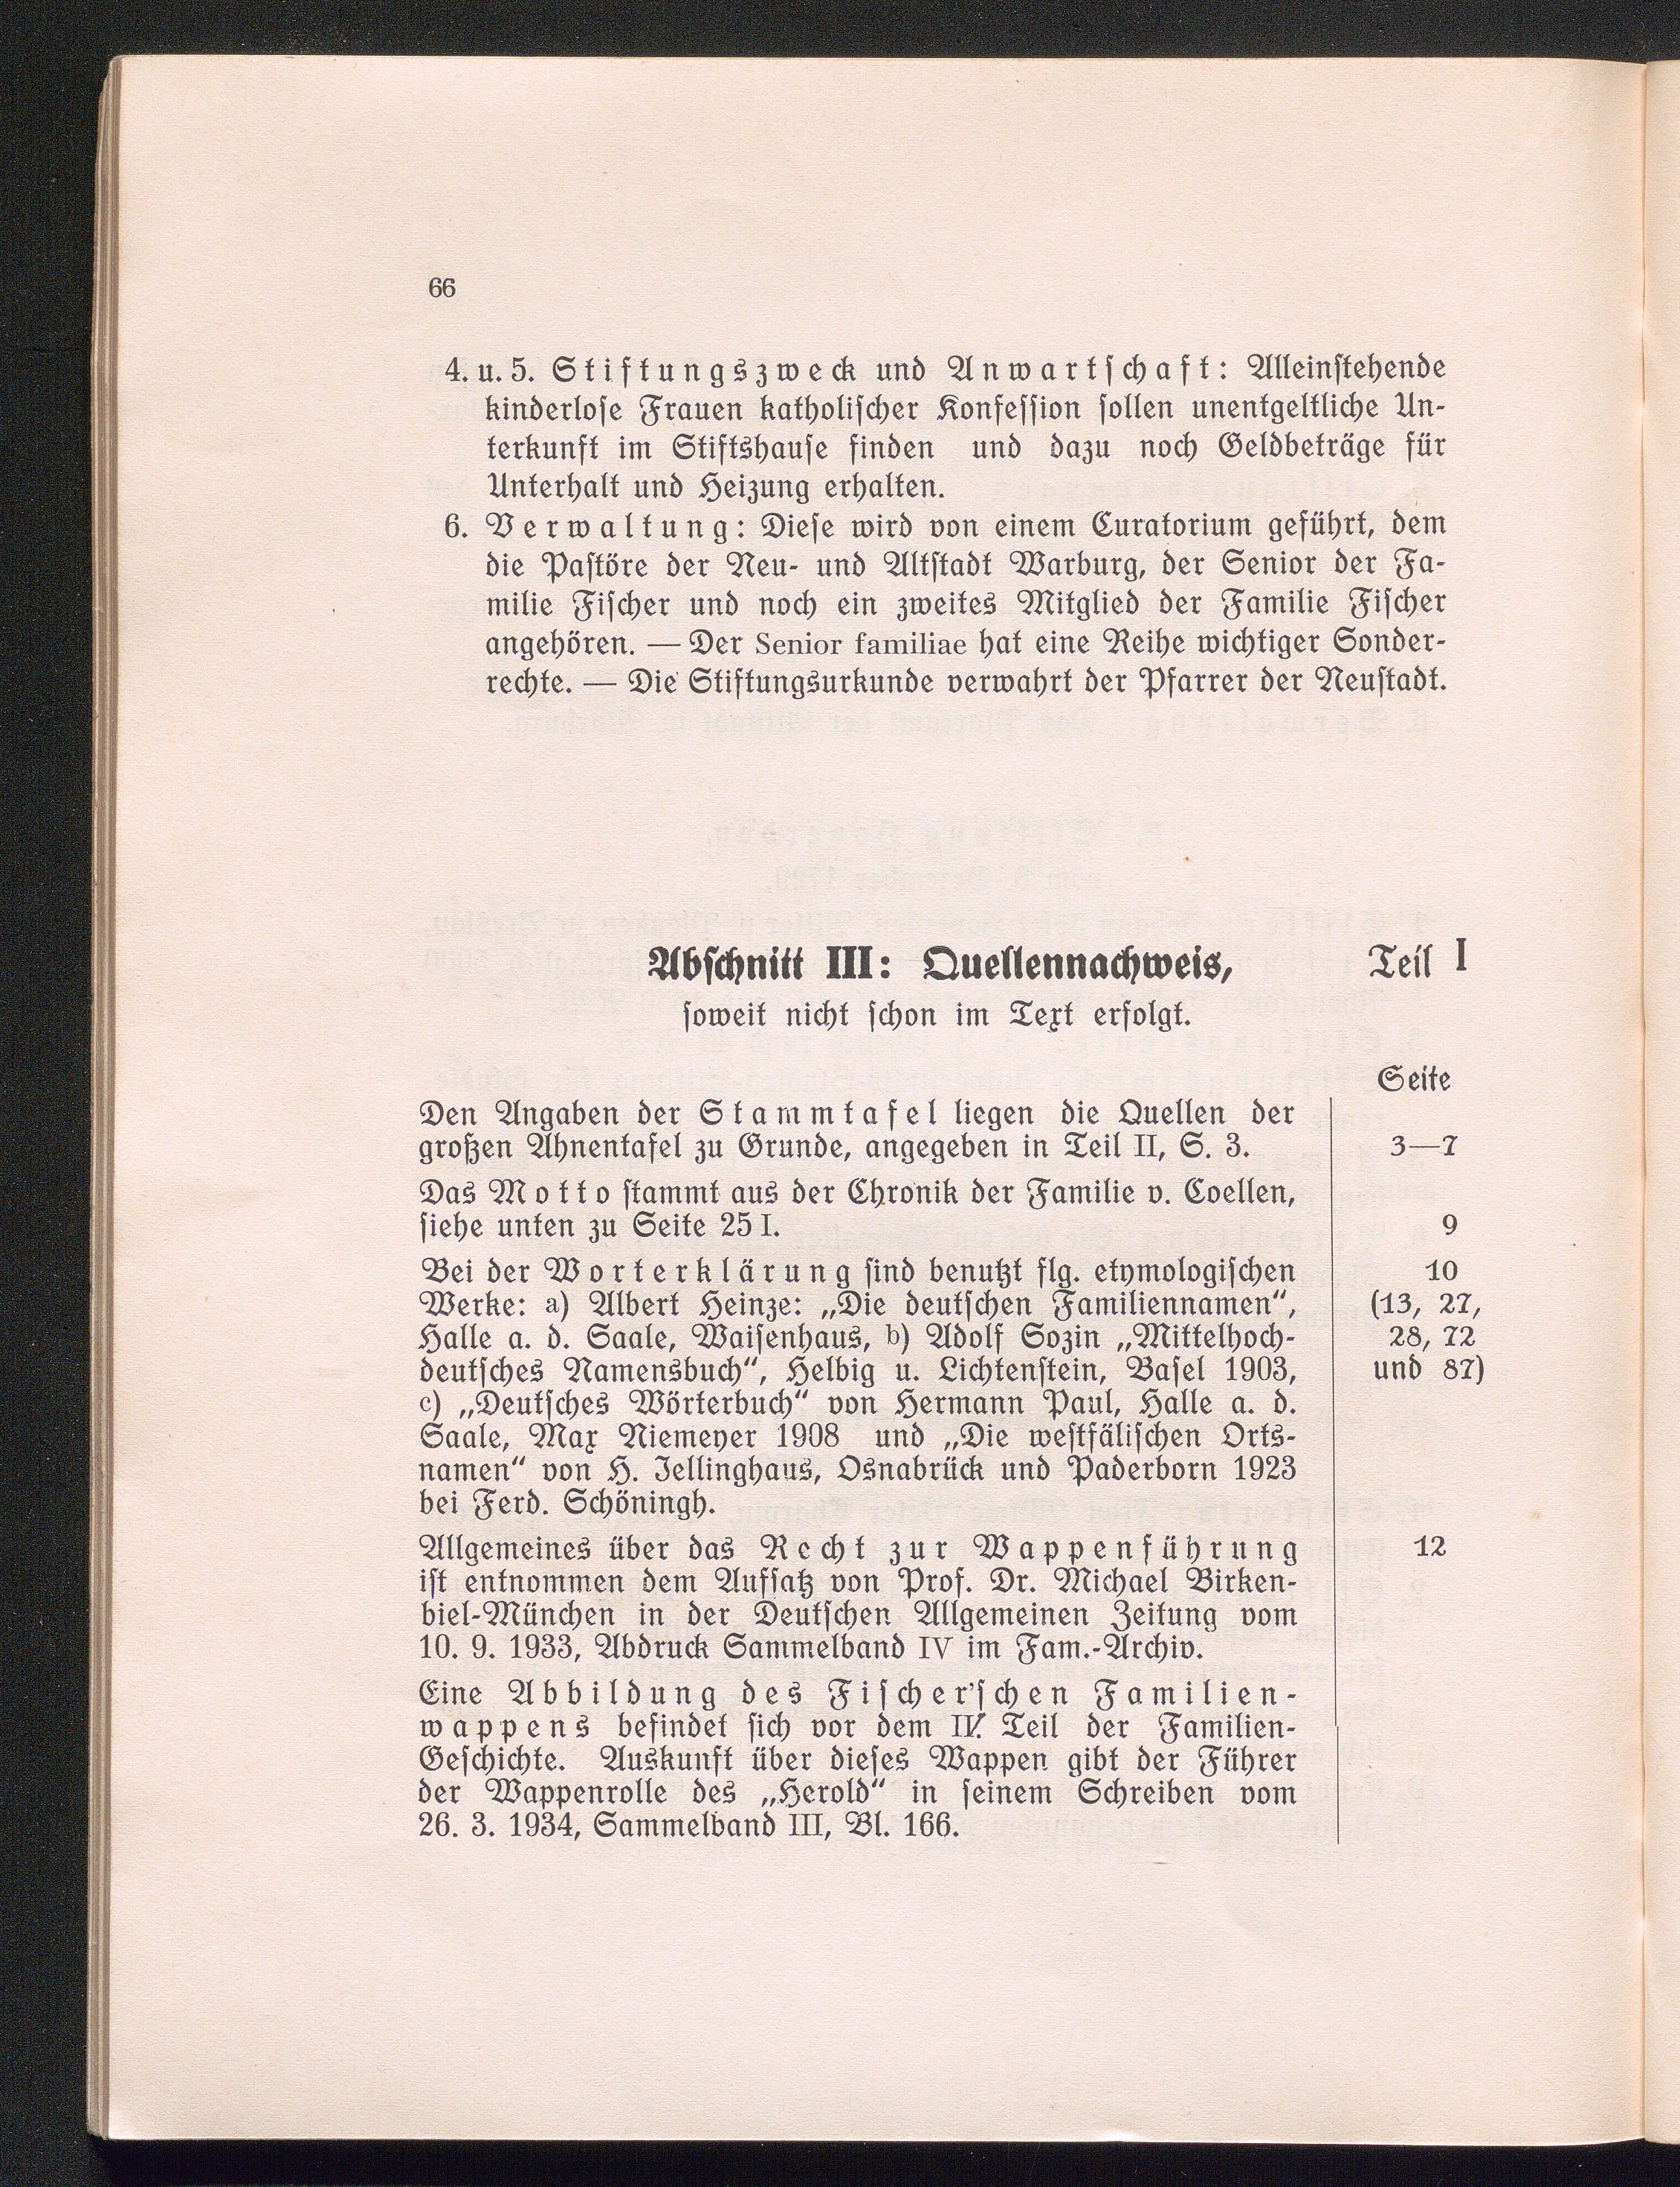 66
4. u. 5. Stiftungszweck und Anwartschaft: Alleinstehende
kinderlose Frauen katholischer Konfession sollen unentgeltliche Un-
terkunft im Stiftshause finden und dazu noch Geldbeträge für
Unterhalt und Heizung erhalten.
6. Verwaltung: Diese wird von einem Curatorium geführt, dem
die Pastöre der Neu- und Altstadt Warburg, der Senior der Fa-
milie Fischer und noch ein zweites Mitglied der Familie Fischer
angehören. — Der Senior familiae hat eine Reihe wichtiger Sonder-
rechte. — Die Stiftungsurkunde verwahrt der Pfarrer der Neustadt.
Abschnitt III: Quellennachweis, Teil I
soweit nicht schon im Text erfolgt.
Seite
Den Angaben der Stammtafel liegen die Quellen der
großen Ahnentafel zu Grunde, angegeben in Teil II, S. 3. 3—7
Das Motto stammt aus der Chronik der Familie v. Coellen,
siehe unten zu Seite 25 I. 9
Bei der Worterklärung sind benutzt flg. etymologischen 10
Werke: a) Albert Heinze: „Die deutschen Familiennamen“, (13, 27,
Halle a. d. Saale, Waisenhaus, b) Adolf Sozin „Mittelhoch- 28, 72
deutsches Namensbuch“, Helbig u. Lichtenstein, Basel 1903, und 87)
c) „Deutsches Wörterbuch“ von Hermann Paul, Halle a. d.
Saale, Max Niemeyer 1908 und „Die westfälischen Orts-
namen“ von H. Jellinghaus, Osnabrück und Paderborn 1923
bei Ferd. Schöningh.
Allgemeines über das Recht zur Wappenführung 12
ist entnommen dem Aufsatz von Prof. Dr. Michael Birken-
biel-München in der Deutschen Allgemeinen Zeitung vom
10. 9. 1933, Abdruck Sammelband IV im Fam.-Archiv.
Eine Abbildung des Fischer’schen Familien-
wappens befindet sich vor dem IV. Teil der Familien-
Geschichte. Auskunft über dieses Wappen gibt der Führer
der Wappenrolle des „Herold“ in seinem Schreiben vom
26. 3. 1934, Sammelband III, Bl. 166.